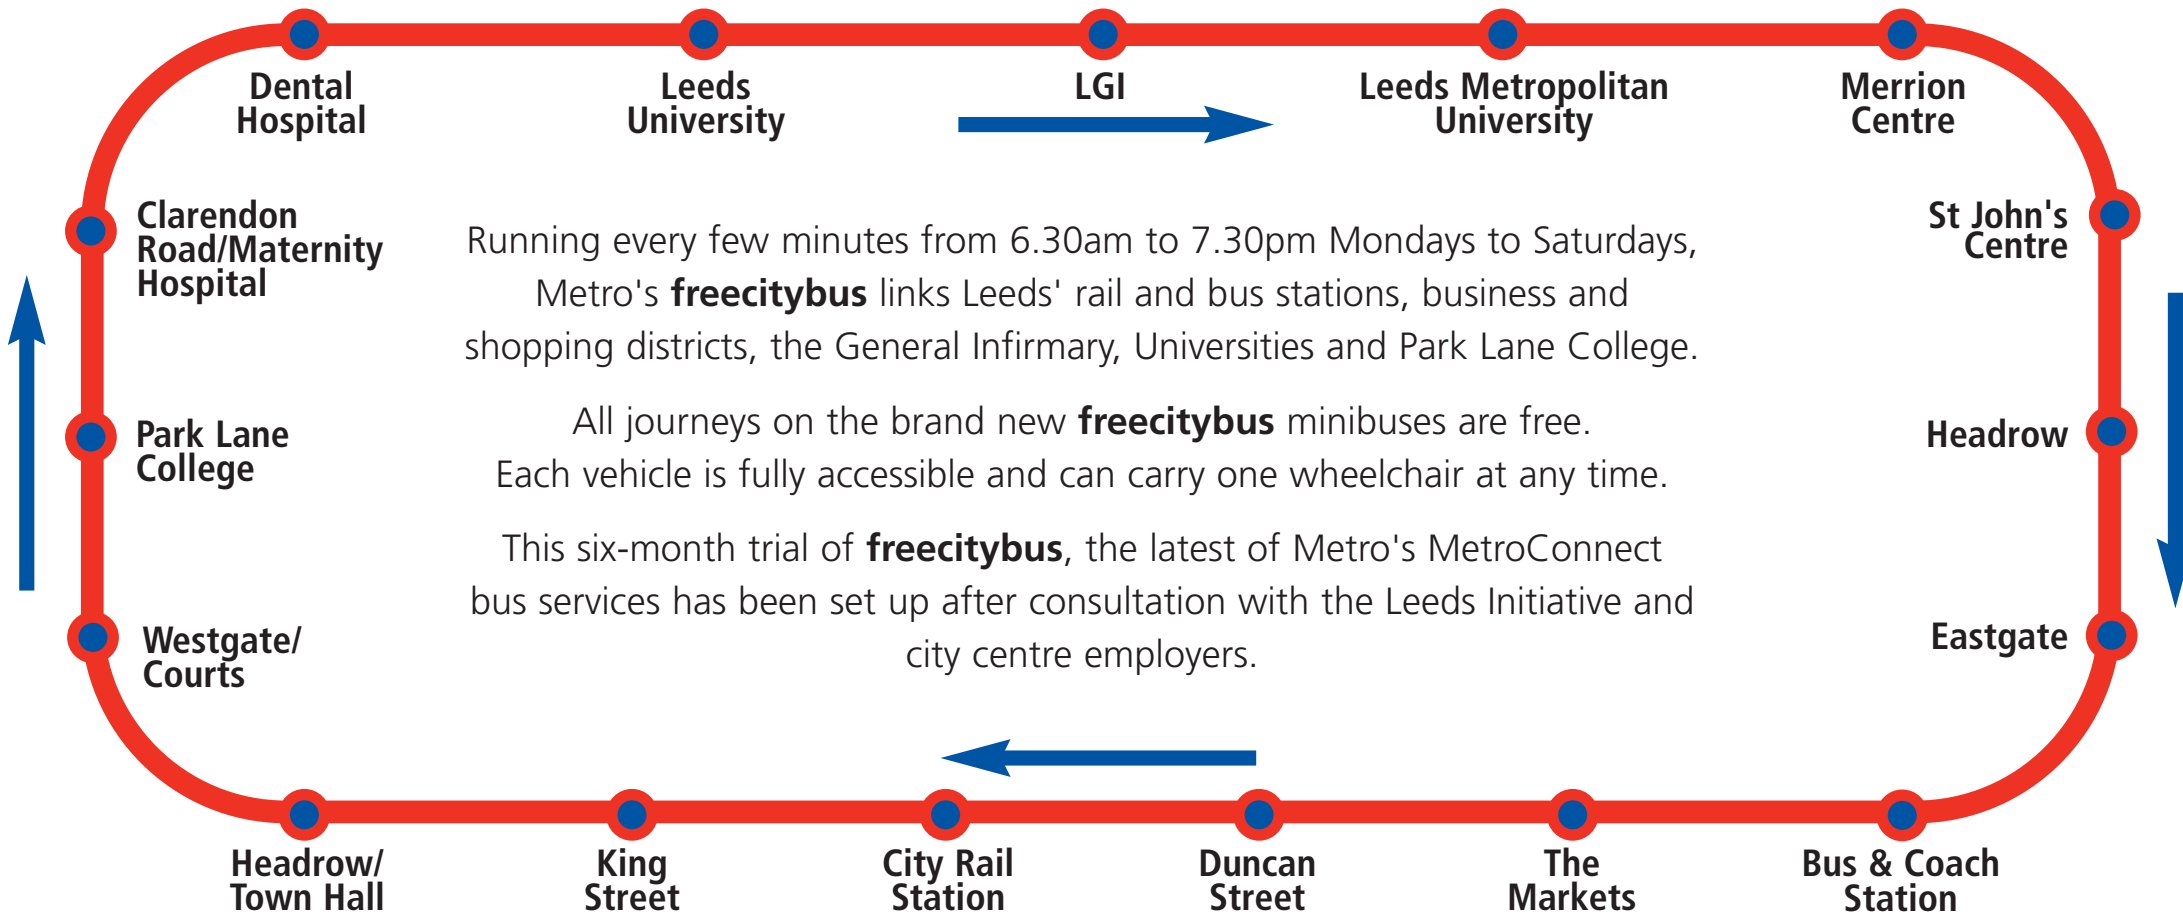 Dental
Hospital
Leeds
University
LGI
Leeds Metropolitan
University
Merrion
Centre
Clarendon
Road/Maternity
Hospital
St John's
Centre
Running every few minutes from 6.30am to 7.30pm Mondays to Saturdays,
Metro's freecitybus links Leeds' rail and bus stations, business and
shopping districts, the General Infirmary, Universities and Park Lane College.
Park Lane
College
Headrow
All journeys on the brand new freecitybus minibuses are free.
Each vehicle is fully accessible and can carry one wheelchair at any time.
This six-month trial of freecitybus, the latest of Metro's MetroConnect
bus services has been set up after consultation with the Leeds Initiative and
city centre employers.
Westgate/
Courts
Eastgate
Headrow/
Town Hall
King
Street
City Rail
Station
Duncan
Street
The
Markets
Bus & Coach
Station